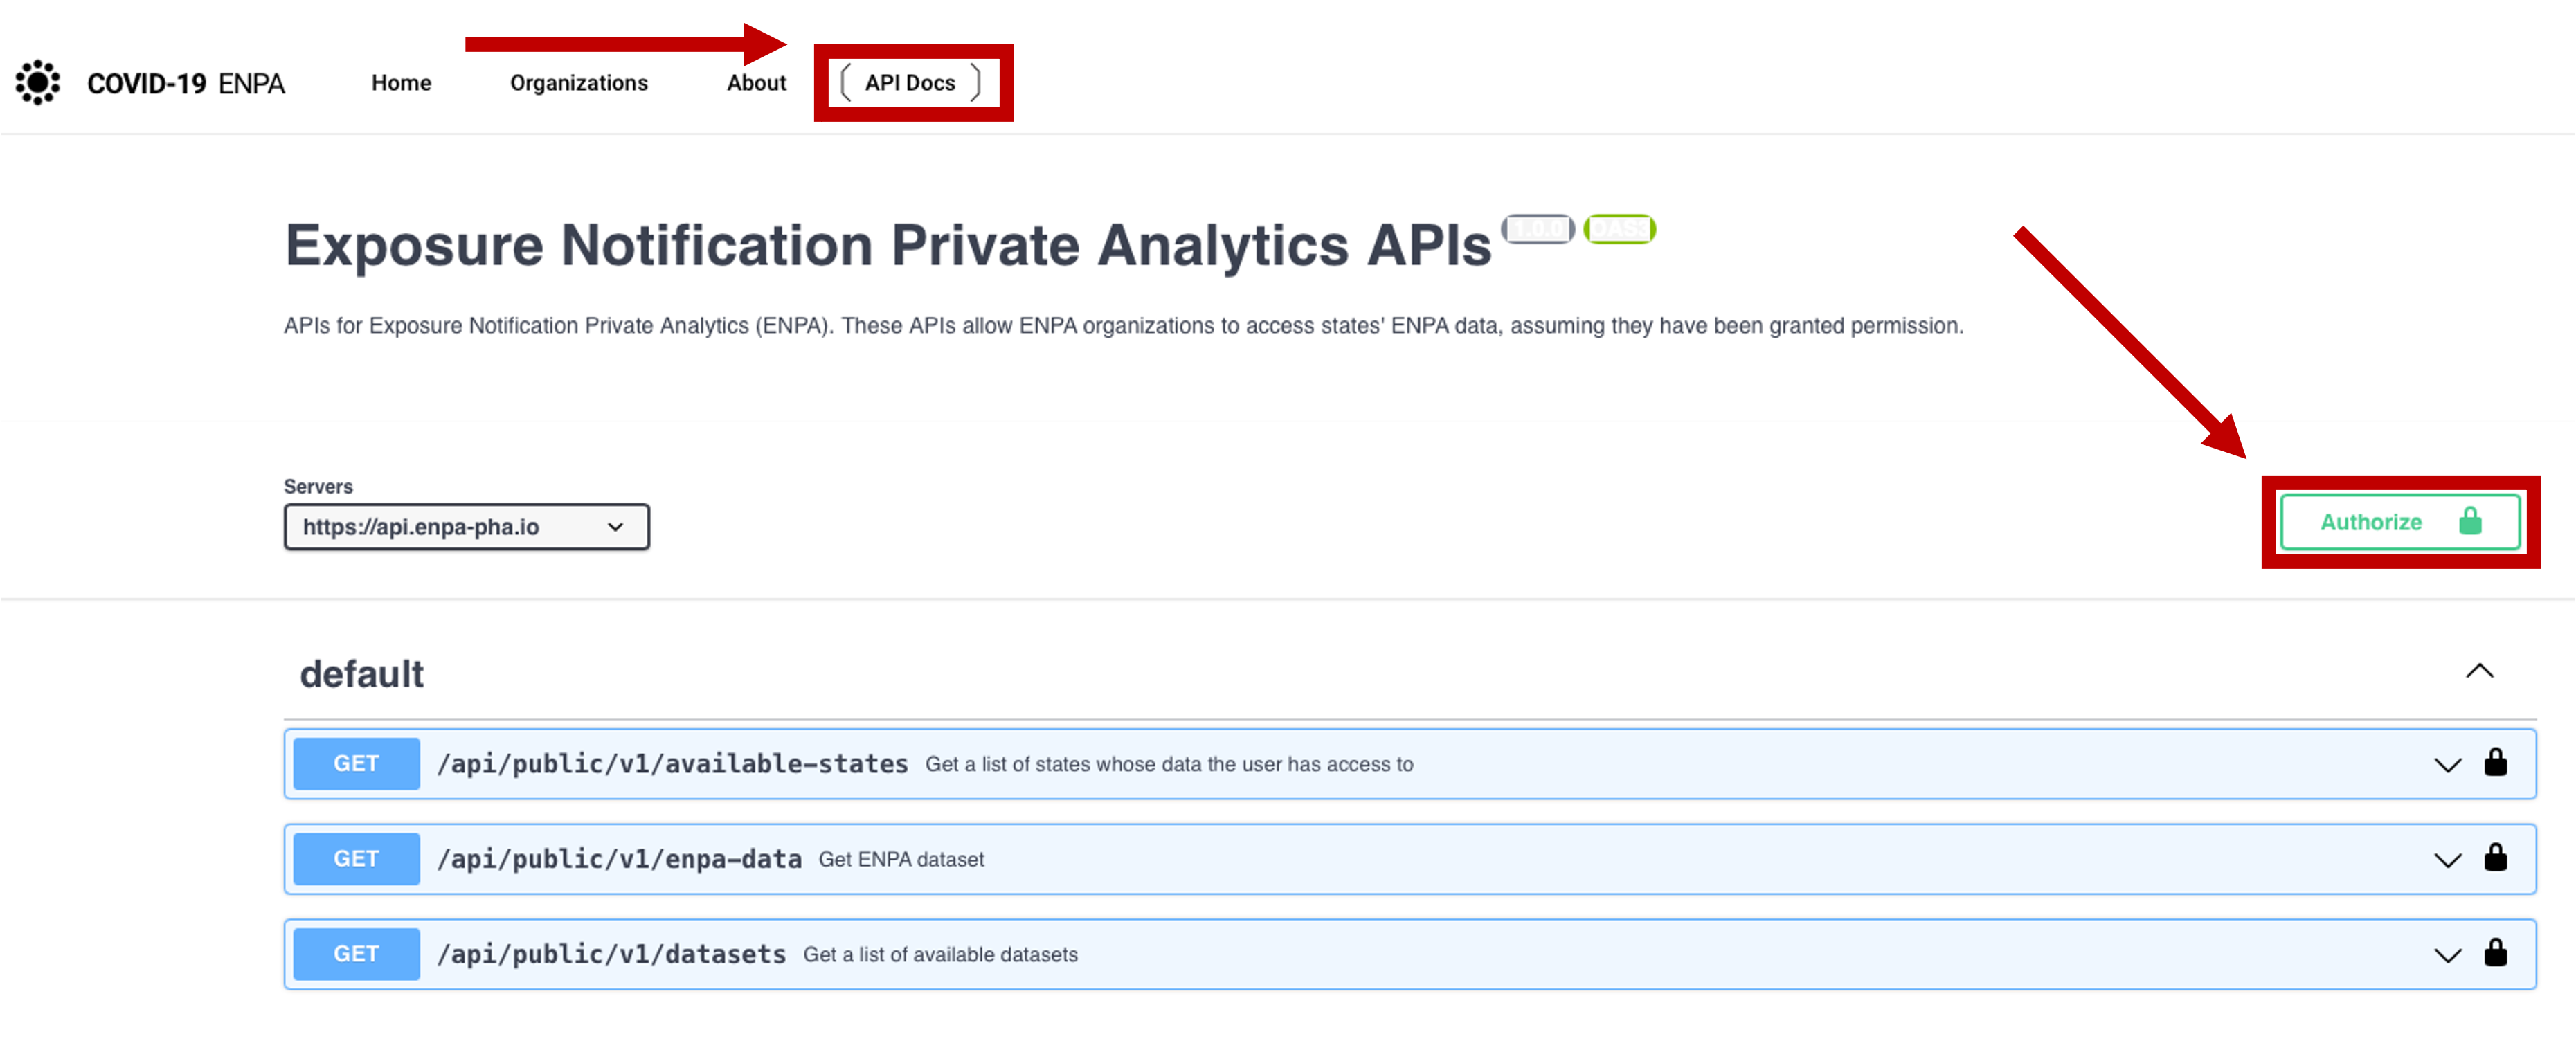 COVID-19 ENPA Home Organizations About API Docs
Exposure Notification Private Analytics APIs 1.0.0 OAS3
APIs for Exposure Notification Private Analytics (ENPA). These APIs allow ENPA organizations to access states' ENPA data, assuming they have been granted permission.
Servers
https://api.enpa-pha.io
Authorize
default
GET /api/public/v1/available-states Get a list of states whose data the user has access to
GET /api/public/v1/enpa-data Get ENPA dataset
GET /api/public/v1/datasets Get a list of available datasets